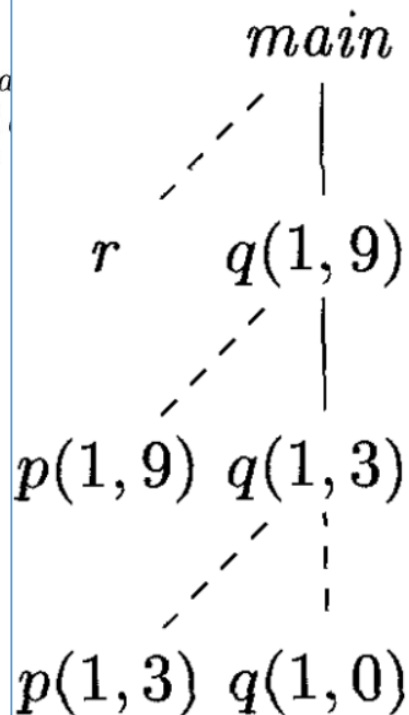 main
r q(1, 9)
p(1, 9) q(1, 3)
p(1, 3) q(1, 0)